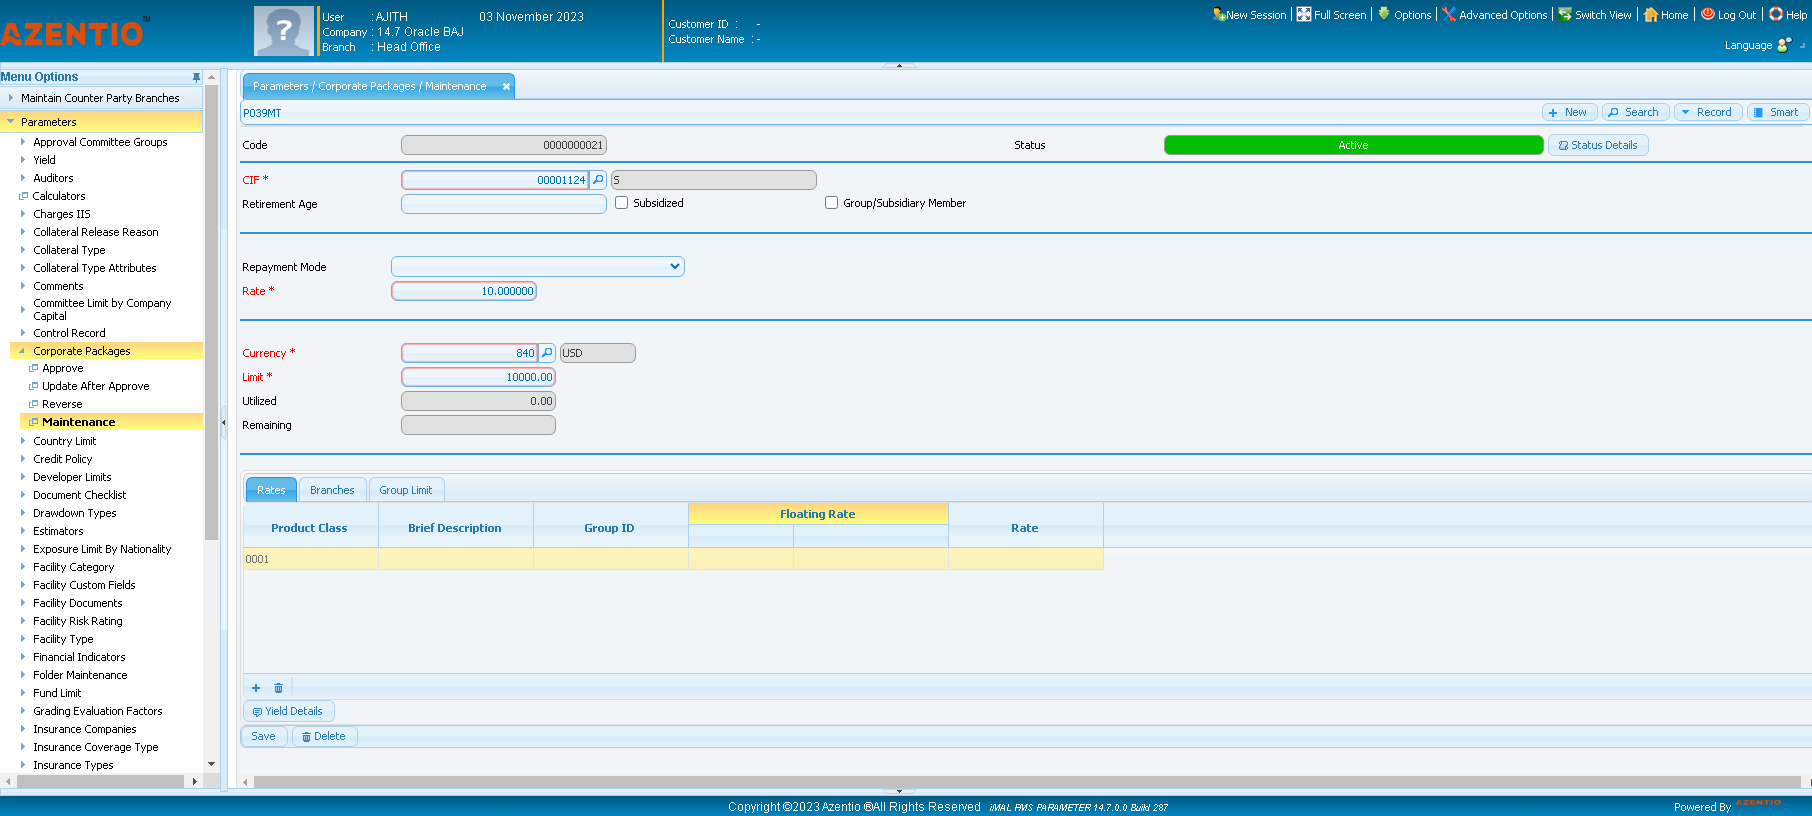 AZENTIO™
User : AJITH 03 November 2023
Company : 14.7 Oracle BAJ
Branch : Head Office
Customer ID : -
Customer Name : -
New Session Full Screen Options Advanced Options Switch View Home Log Out Help
Language
Menu Options
Maintain Counter Party Branches
Parameters
Approval Committee Groups
Yield
Auditors
Calculators
Charges IIS
Collateral Release Reason
Collateral Type
Collateral Type Attributes
Comments
Committee Limit by Company
Capital
Control Record
Corporate Packages
Approve
Update After Approve
Reverse
Maintenance
Country Limit
Credit Policy
Developer Limits
Document Checklist
Drawdown Types
Estimators
Exposure Limit By Nationality
Facility Category
Facility Custom Fields
Facility Documents
Facility Risk Rating
Facility Type
Financial Indicators
Folder Maintenance
Fund Limit
Grading Evaluation Factors
Insurance Companies
Insurance Coverage Type
Insurance Types
Parameters / Corporate Packages / Maintenance
P039MT
New Search Record Smart
Code 0000000021 Status Active Status Details
CIF * 00001124 S
Retirement Age Subsidized Group/Subsidiary Member
Repayment Mode
Rate * 10.000000
Currency * 840 USD
Limit * 10000.00
Utilized 0.00
Remaining
Rates Branches Group Limit
Product Class Brief Description Group ID Floating Rate Rate
0001
Yield Details
Save Delete
Copyright ©2023 Azentio ®All Rights Reserved iMAL PMS PARAMETER 14.7.0.0 Build 287
Powered By AZENTIO